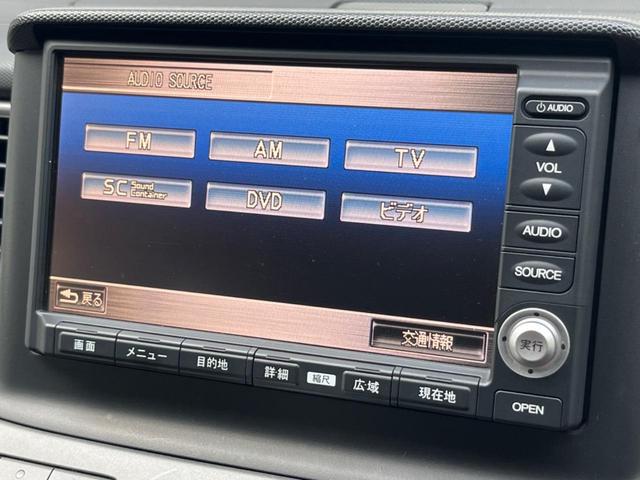 AUDIO SOURCE
FM AM TV
SC Sound Container DVD ビデオ
戻る
交通情報
画面 メニュー 目的地 詳細 縮尺 広域 現在地
AUDIO
VOL
AUDIO
SOURCE
実行
OPEN